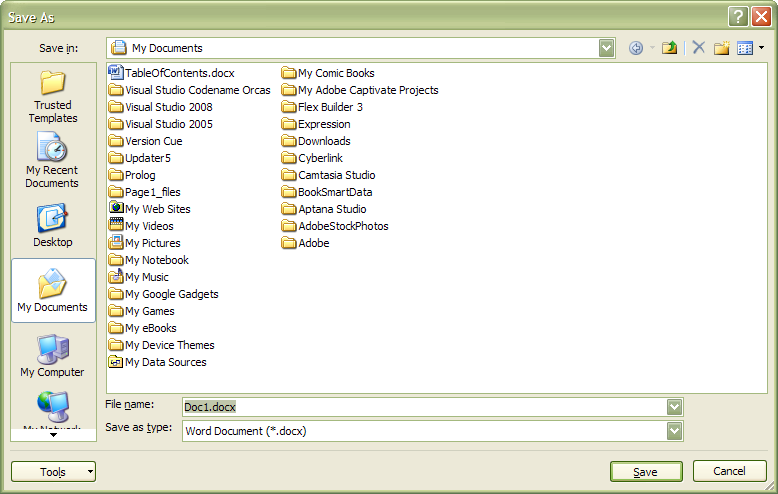 Save As
Save in:
My Documents
Trusted
Templates
My Recent
Documents
Desktop
My Documents
My Computer
My Network
TableOfContents.docx
Visual Studio Codename Orcas
Visual Studio 2008
Visual Studio 2005
Version Cue
Updater5
Prolog
Page1_files
My Web Sites
My Videos
My Pictures
My Notebook
My Music
My Google Gadgets
My Games
My eBooks
My Device Themes
My Data Sources
My Comic Books
My Adobe Captivate Projects
Flex Builder 3
Expression
Downloads
Cyberlink
Camtasia Studio
BookSmartData
Aptana Studio
AdobeStockPhotos
Adobe
File name:
Doc1.docx
Save as type:
Word Document (*.docx)
Tools
Save
Cancel